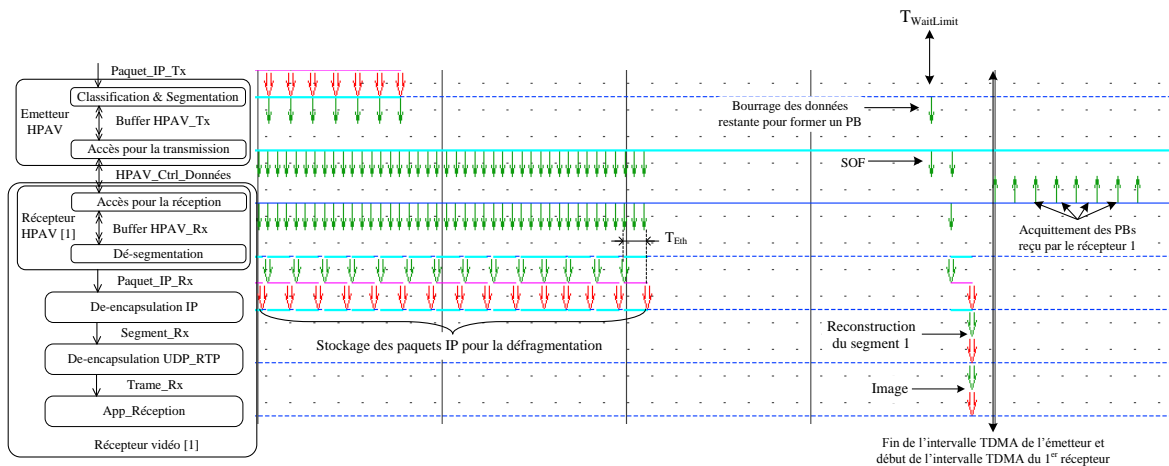 T_WaitLimit
Paquet_IP_Tx
Classification & Segmentation
Emetteur
HPAV
Buffer HPAV_Tx
Accès pour la transmission
Bourrage des données
restante pour former un PB
SOF
HPAV_Ctrl_Données
Accès pour la réception
Récepteur
HPAV [1]
Buffer HPAV_Rx
Dé-segmentation
T_Eth
Acquittement des PBs
reçu par le récepteur 1
Paquet_IP_Rx
De-encapsulation IP
Segment_Rx
Stockage des paquets IP pour la défragmentation
Reconstruction
du segment 1
De-encapsulation UDP_RTP
Trame_Rx
Image
App_Réception
Récepteur vidéo [1]
Fin de l'intervalle TDMA de l'émetteur et
début de l'intervalle TDMA du 1er récepteur